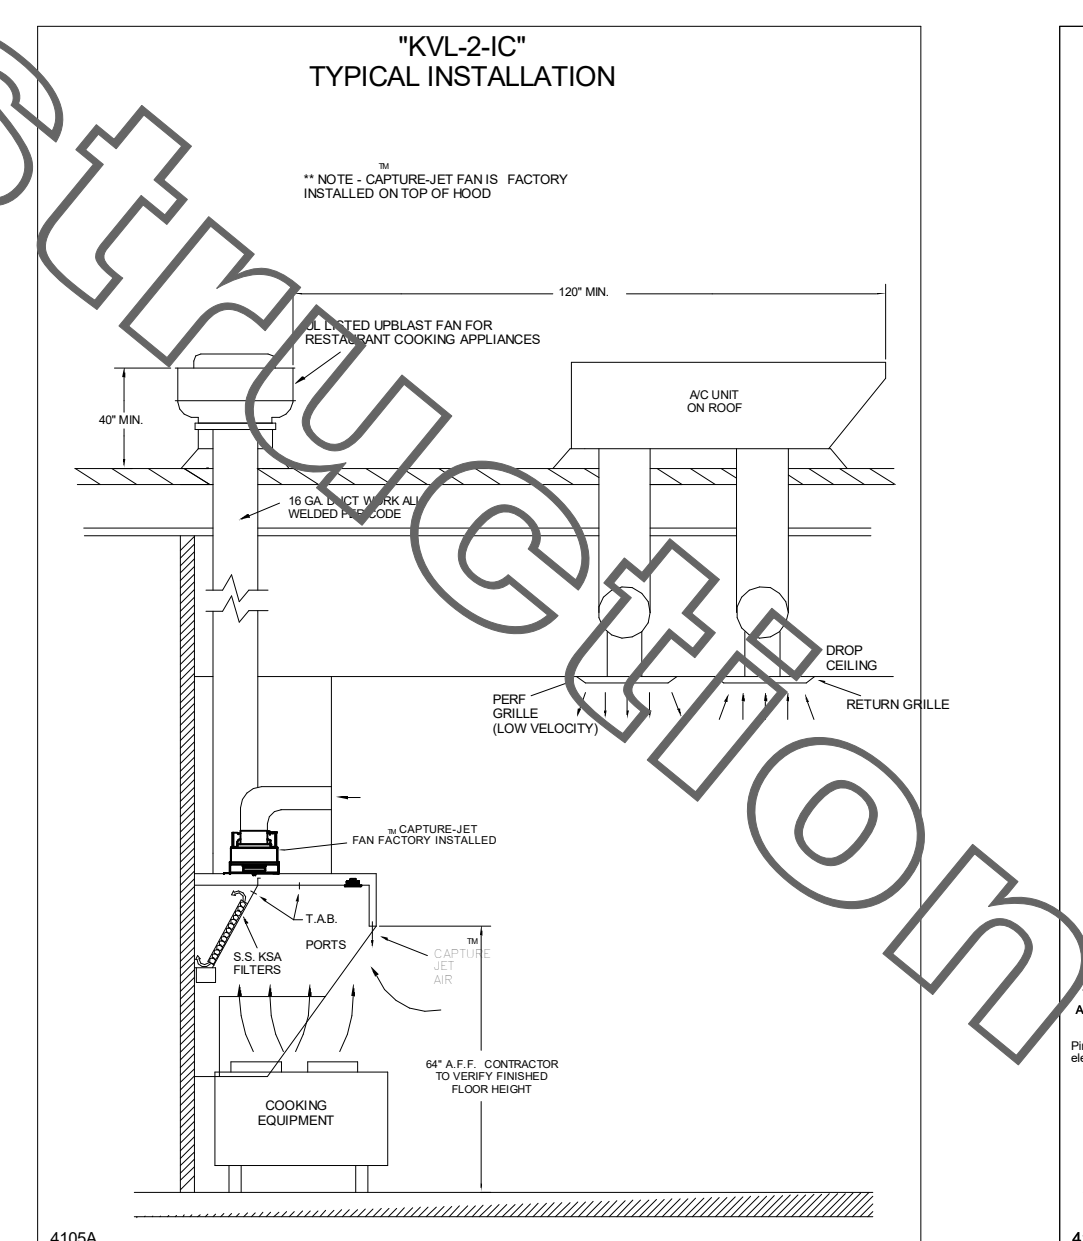 "KVL-2-IC"
TYPICAL INSTALLATION
TM
** NOTE - CAPTURE-JET FAN IS FACTORY
INSTALLED ON TOP OF HOOD
120" MIN.
UL LISTED UPBLAST FAN FOR
RESTAURANT COOKING APPLIANCES
A/C UNIT
ON ROOF
40" MIN.
16 GA. DUCT WORK ALL
WELDED PER CODE
DROP
CEILING
PERF
GRILLE
(LOW VELOCITY)
RETURN GRILLE
TM CAPTURE-JET
FAN FACTORY INSTALLED
T.A.B.
PORTS
S.S. KSA
FILTERS
TM
CAPTURE
JET
AIR
64" A.F.F. CONTRACTOR
TO VERIFY FINISHED
FLOOR HEIGHT
COOKING
EQUIPMENT
4105A
struction
A
4